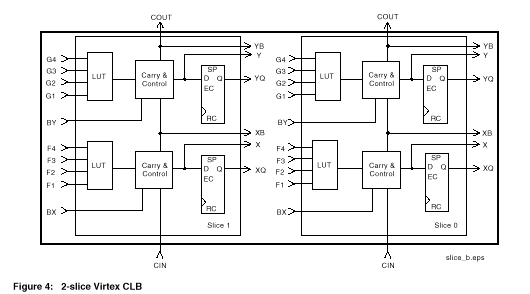 COUT COUT
YB YB
Y Y
G4 G4
G3 SP G3 SP
LUT Carry & Control D Q YQ LUT Carry & Control D Q YQ
G2 EC G2 EC
G1 G1
RC RC
BY BY
XB XB
F4 X F4 X
F3 SP F3 SP
LUT Carry & Control D Q XQ LUT Carry & Control D Q XQ
F2 EC F2 EC
F1 F1
BX RC BX RC
Slice 1 Slice 0
CIN CIN
slice_b.eps
Figure 4: 2-slice Virtex CLB